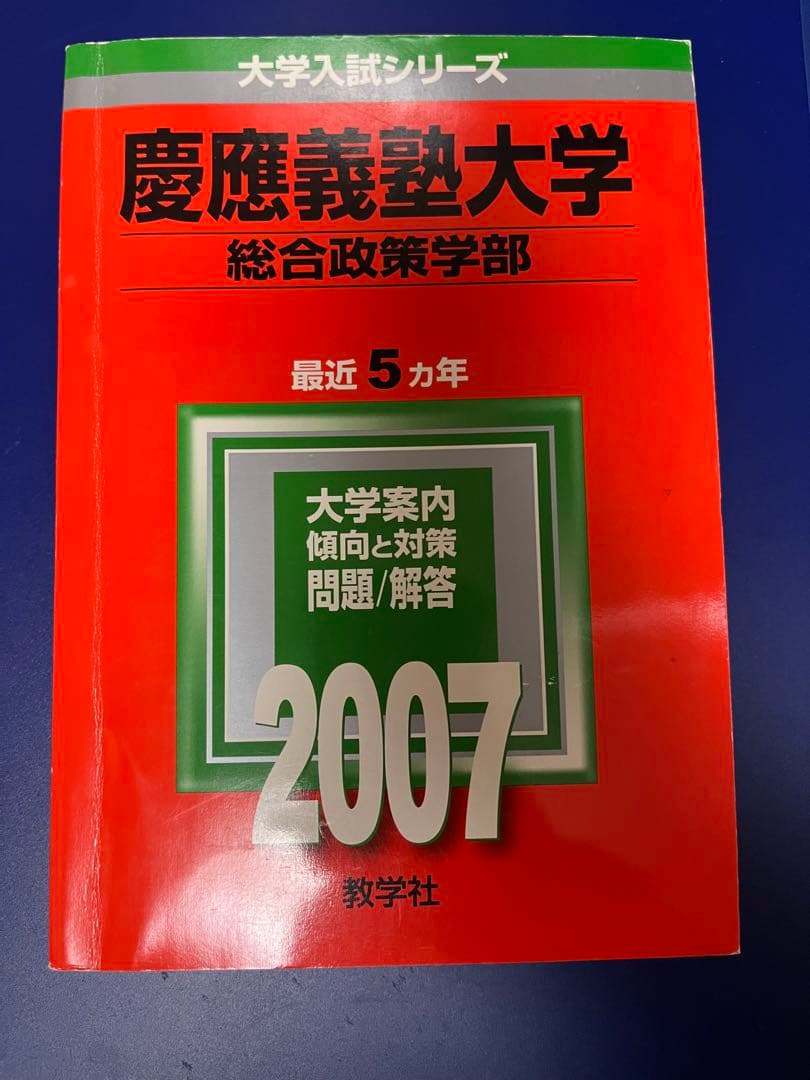 大学入試シリーズ
慶應義塾大学
総合政策学部
最近5ヵ年
大学案内
傾向と対策
問題/解答
2007
教学社